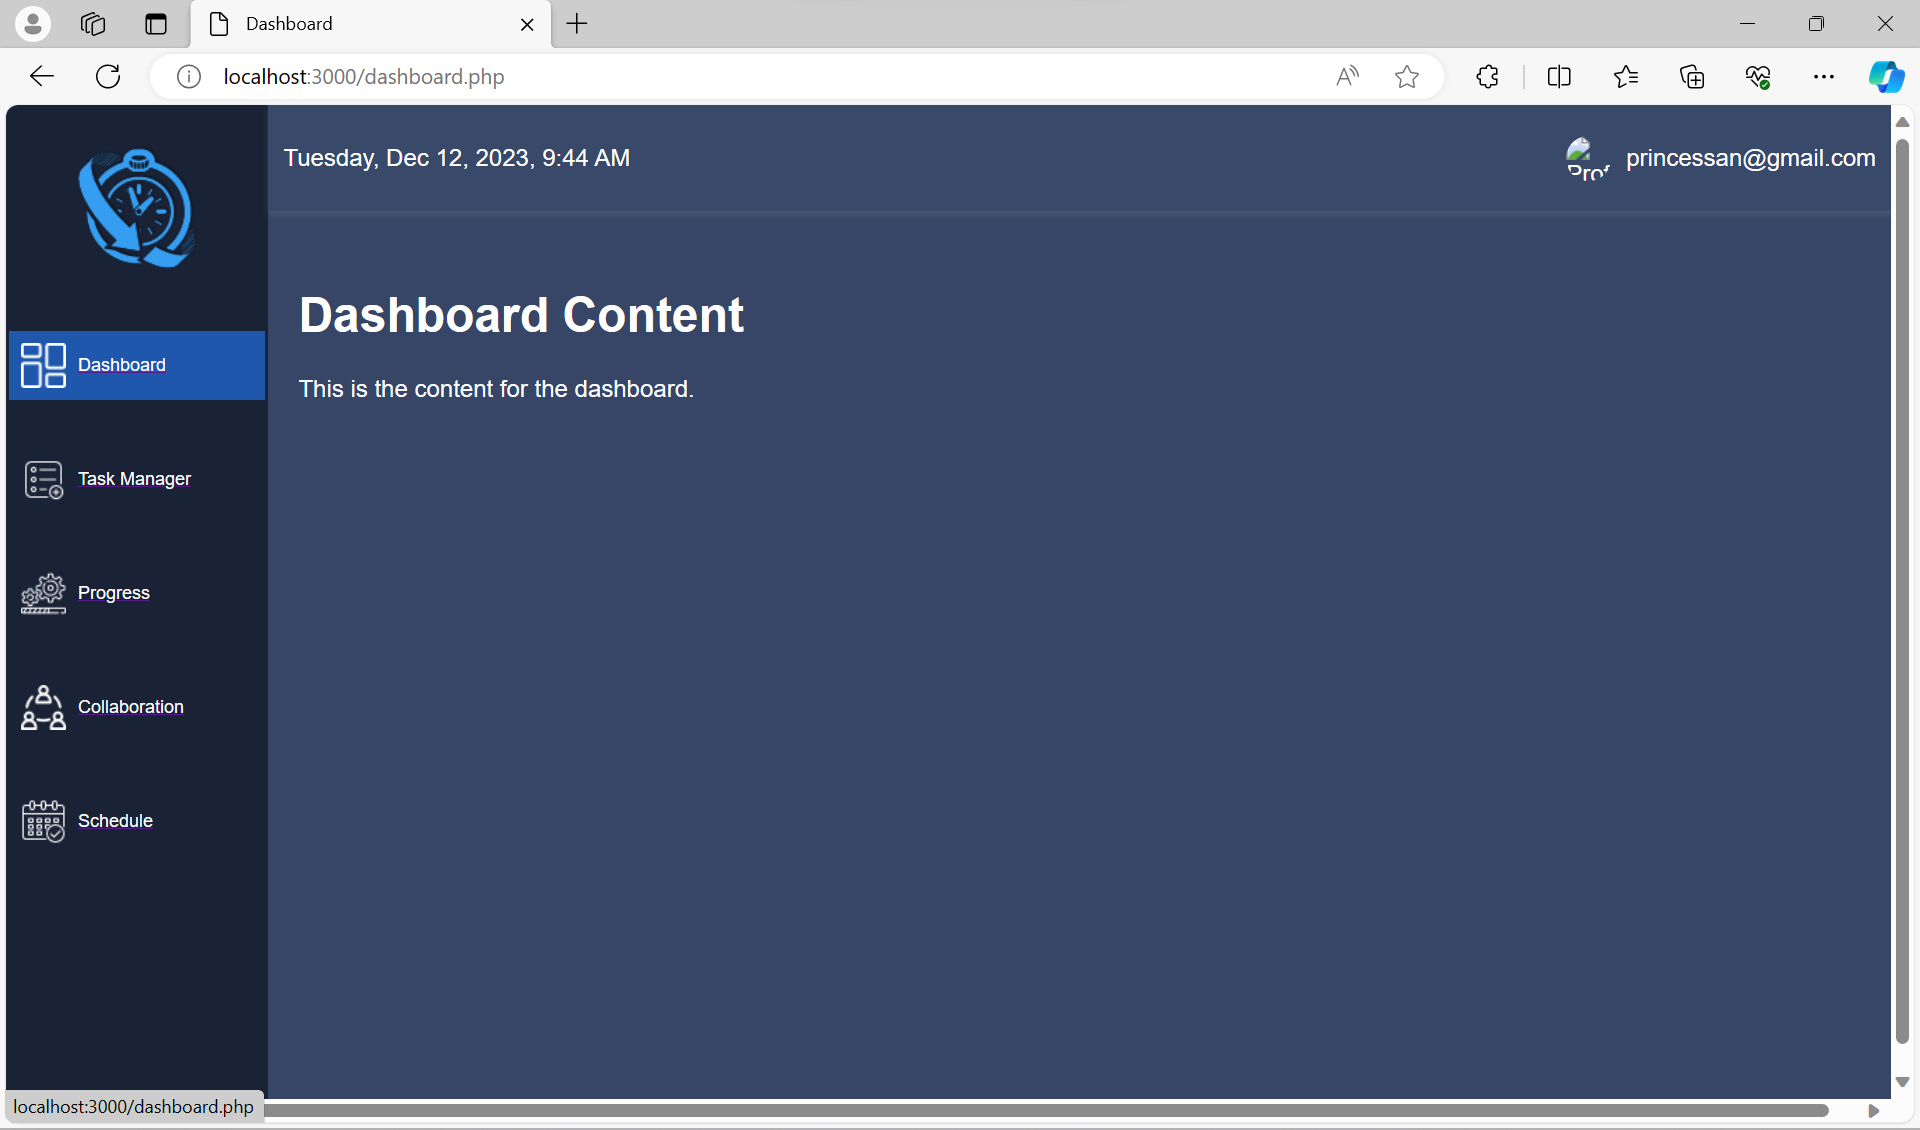 Dashboard
localhost:3000/dashboard.php
Tuesday, Dec 12, 2023, 9:44 AM
Prof
princessan@gmail.com
Dashboard Content
This is the content for the dashboard.
Dashboard
Task Manager
Progress
Collaboration
Schedule
localhost:3000/dashboard.php